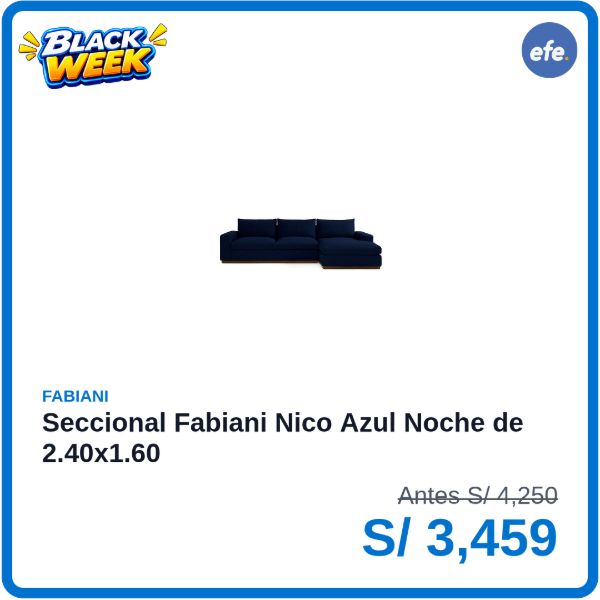 BLACK
WEEK
efe.
FABIANI
Seccional Fabiani Nico Azul Noche de
2.40x1.60
Antes S/ 4,250
S/ 3,459